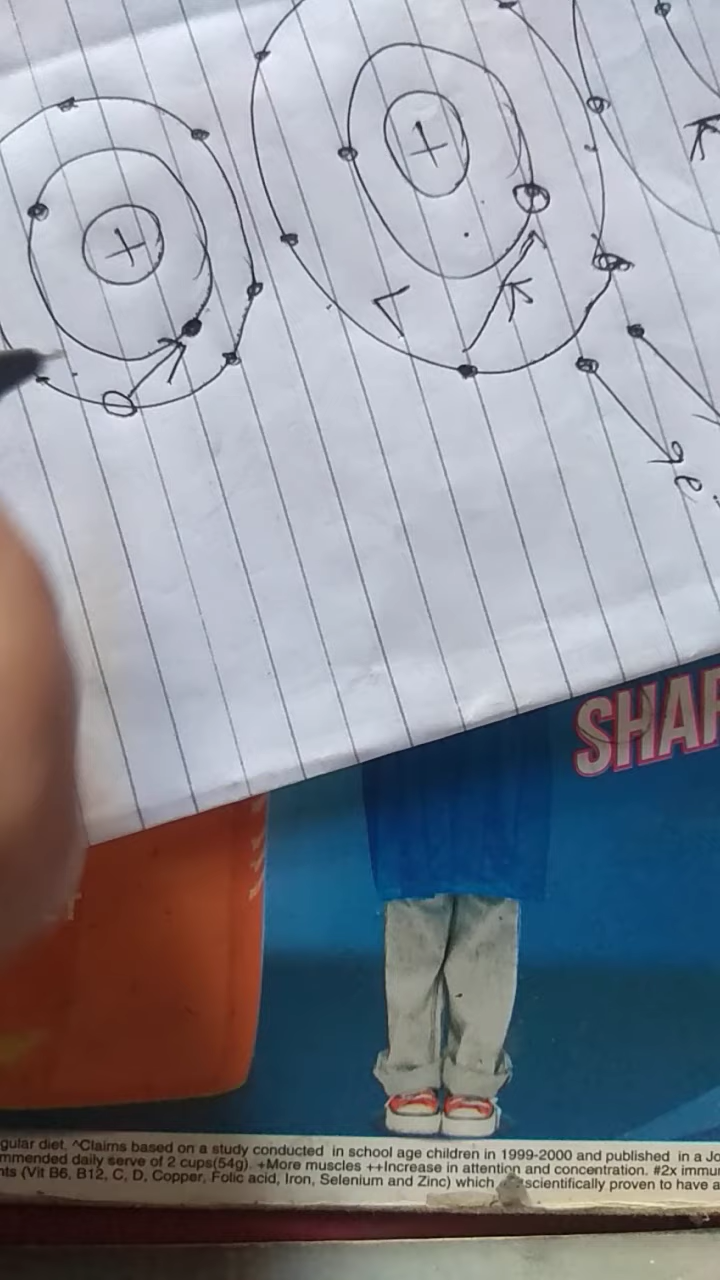 +
+
K
L
K
e
SHAR
gular diet. ^Claims based on a study conducted in school age children in 1999-2000 and published in a Jo
mmended daily serve of 2 cups(54g). +More muscles ++Increase in attention and concentration. #2x immu
nts (Vit B6, B12, C, D, Copper, Folic acid, Iron, Selenium and Zinc) which scientifically proven to have a